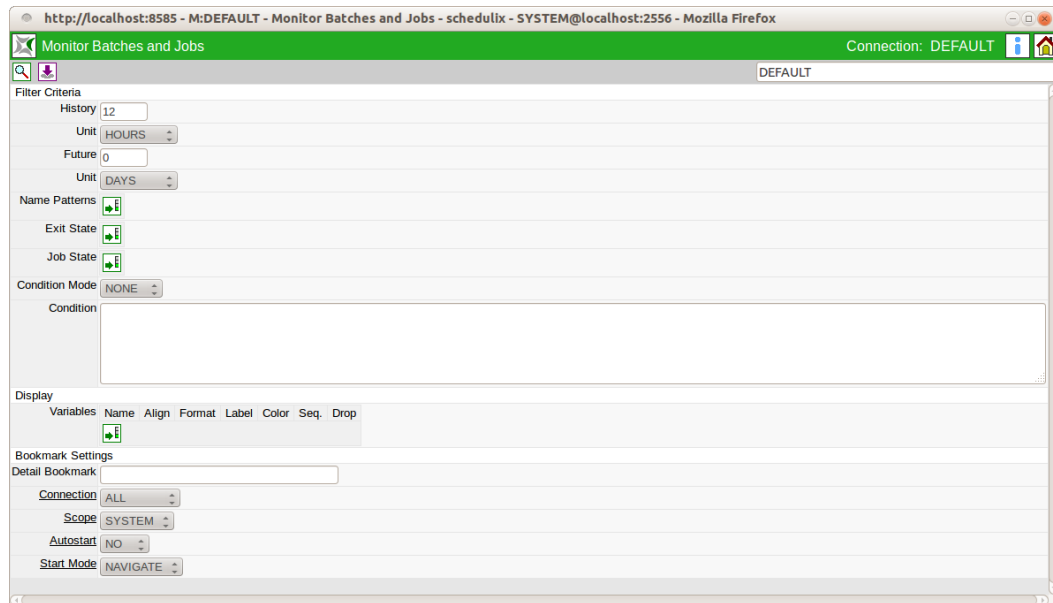 http://localhost:8585 - M:DEFAULT - Monitor Batches and Jobs - schedulix - SYSTEM@localhost:2556 - Mozilla Firefox
Monitor Batches and Jobs Connection: DEFAULT
DEFAULT
Filter Criteria
History 12
Unit HOURS
Future 0
Unit DAYS
Name Patterns
Exit State
Job State
Condition Mode NONE
Condition
Display
Variables Name Align Format Label Color Seq. Drop
Bookmark Settings
Detail Bookmark
Connection ALL
Scope SYSTEM
Autostart NO
Start Mode NAVIGATE